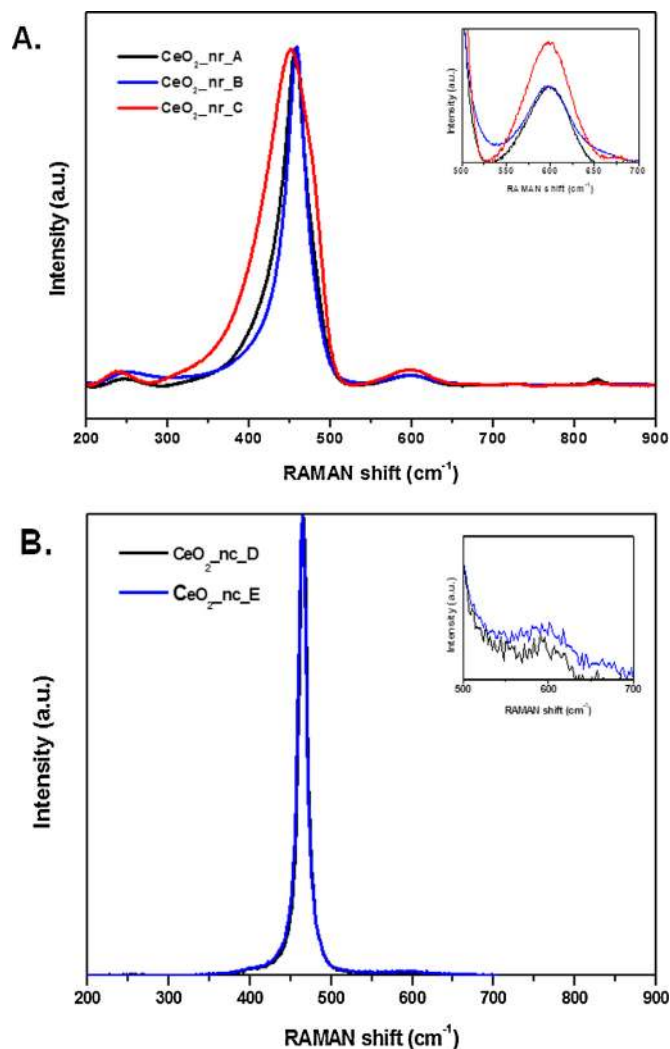 A.
CeO₂_nr_A
CeO₂_nr_B
CeO₂_nr_C
Intensity (a.u.)
500 550 600 650 700
RAMAN shift (cm⁻¹)
Intensity (a.u.)
200 300 400 500 600 700 800 900
RAMAN shift (cm⁻¹)
B.
CeO₂_nc_D
CeO₂_nc_E
Intensity (a.u.)
500 600 700
RAMAN shift (cm⁻¹)
Intensity (a.u.)
200 300 400 500 600 700 800 900
RAMAN shift (cm⁻¹)